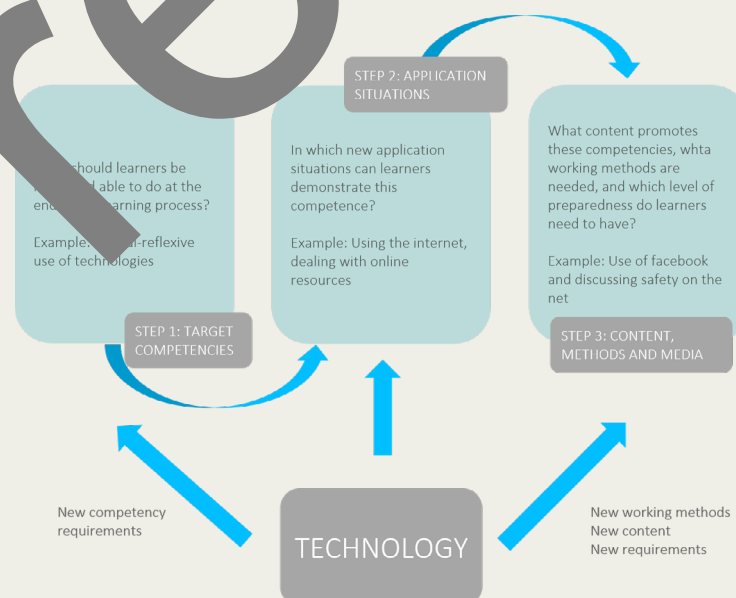 STEP 2: APPLICATION
SITUATIONS
should learners be
able to do at the
end arning process?
Example: -reflexive
use of technologies
STEP 1: TARGET
COMPETENCIES
In which new application
situations can learners
demonstrate this
competence?
Example: Using the internet,
dealing with online
resources
What content promotes
these competencies, whta
working methods are
needed, and which level of
preparedness do learners
need to have?
Example: Use of facebook
and discussing safety on the
net
STEP 3: CONTENT,
METHODS AND MEDIA
New competency
requirements
TECHNOLOGY
New working methods
New content
New requirements